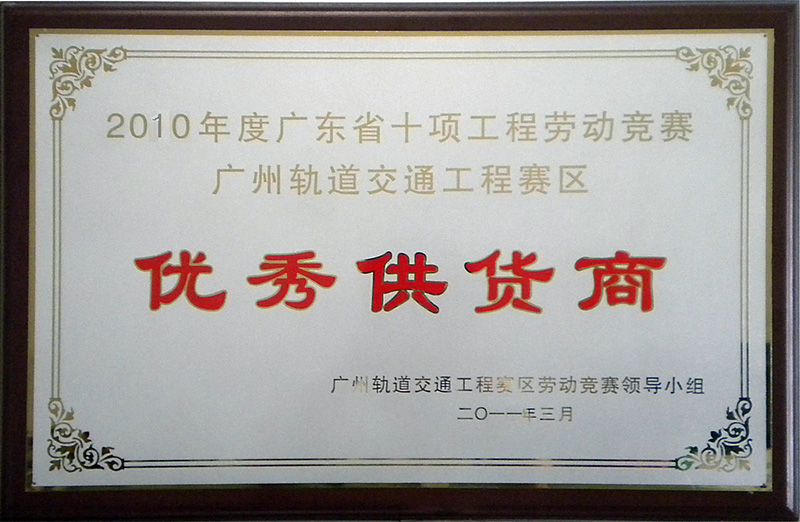 2010年度广东省十项工程劳动竞赛
广州轨道交通工程赛区
优秀供货商
广州轨道交通工程赛区劳动竞赛领导小组
二〇一一年三月